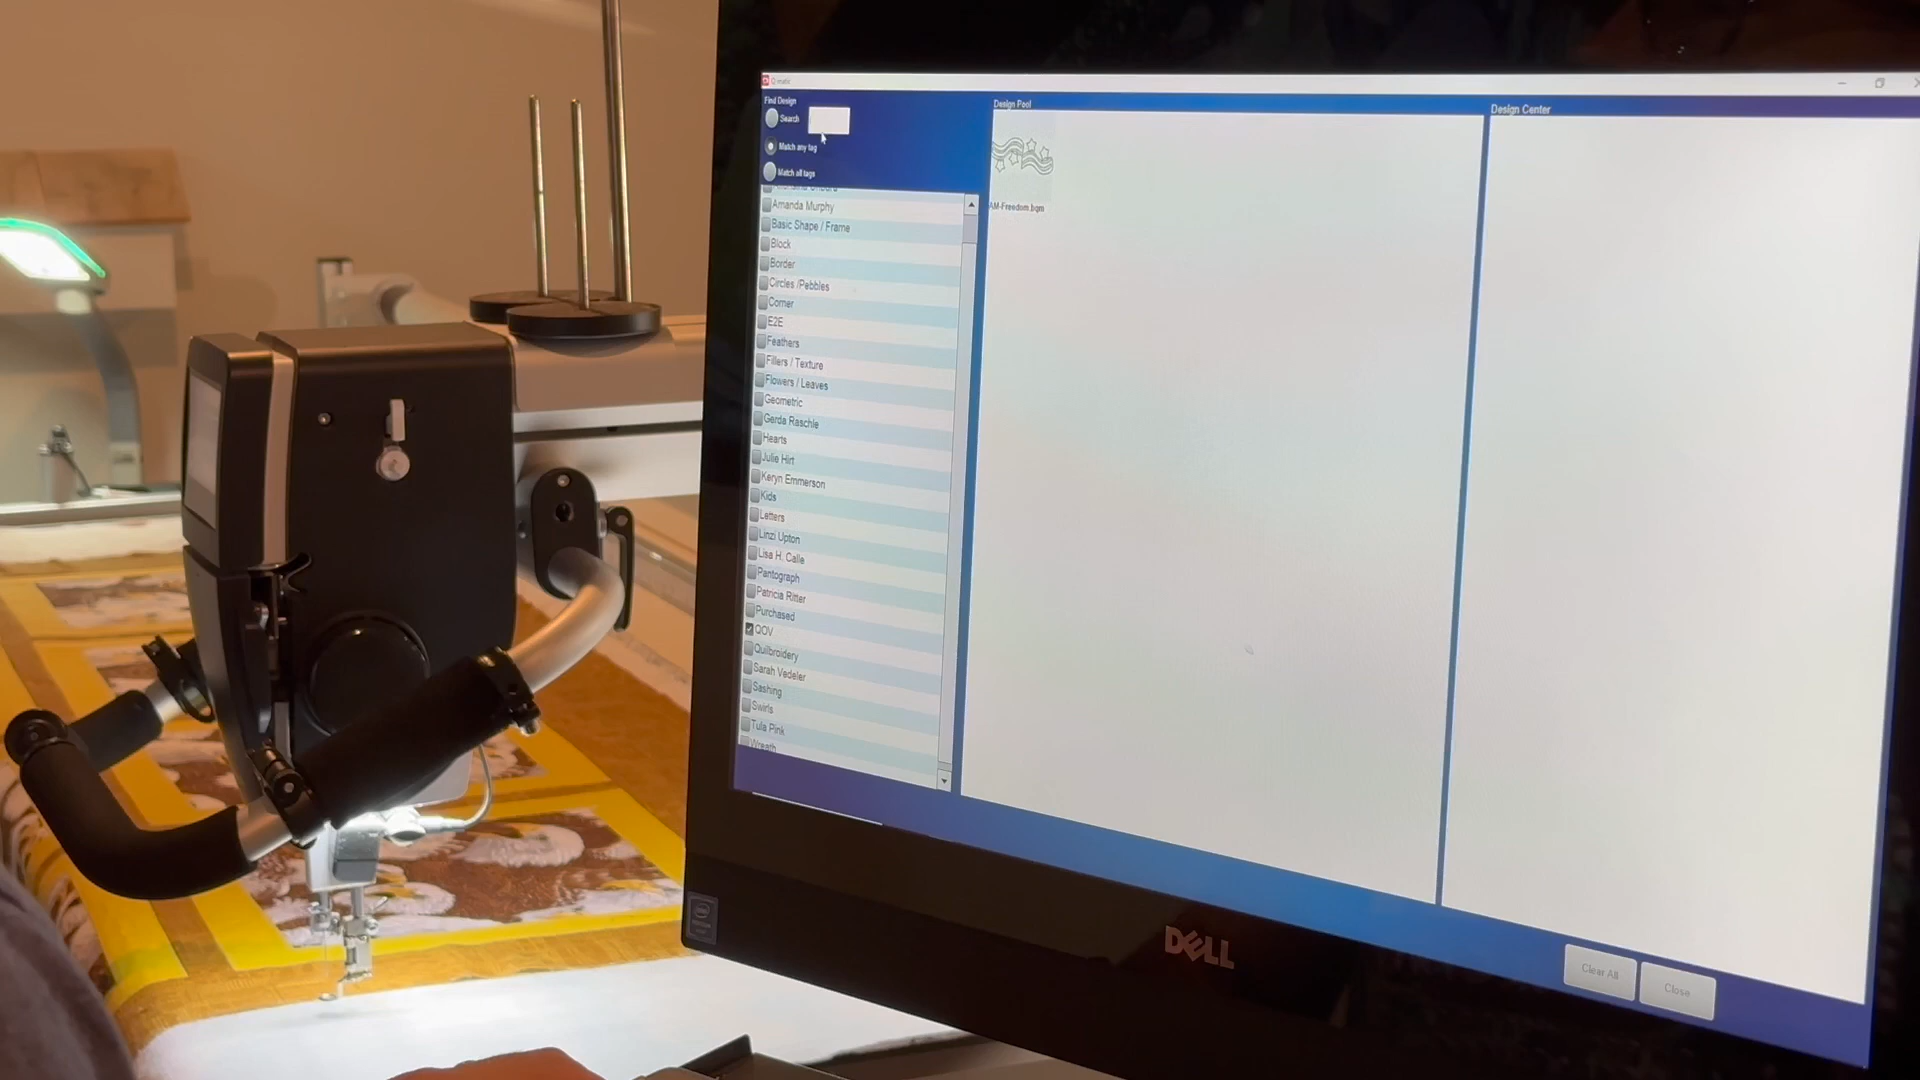 Q-matic
Find Design
Search
Match any tag
Match all tags
Amanda Murphy
Basic Shape / Frame
Block
Border
Circles /Pebbles
Corner
E2E
Feathers
Fillers / Texture
Flowers / Leaves
Geometric
Gerda Raschle
Hearts
Julie Hirt
Keryn Emmerson
Kids
Letters
Linzi Upton
Lisa H. Calle
Pantograph
Patricia Ritter
Purchased
QOV
Quilbroidery
Sarah Vedeler
Sashing
Swirls
Tula Pink
Wreath
Design Pool
AM-Freedom.bqm
Design Center
Clear All
Close
DELL
intel